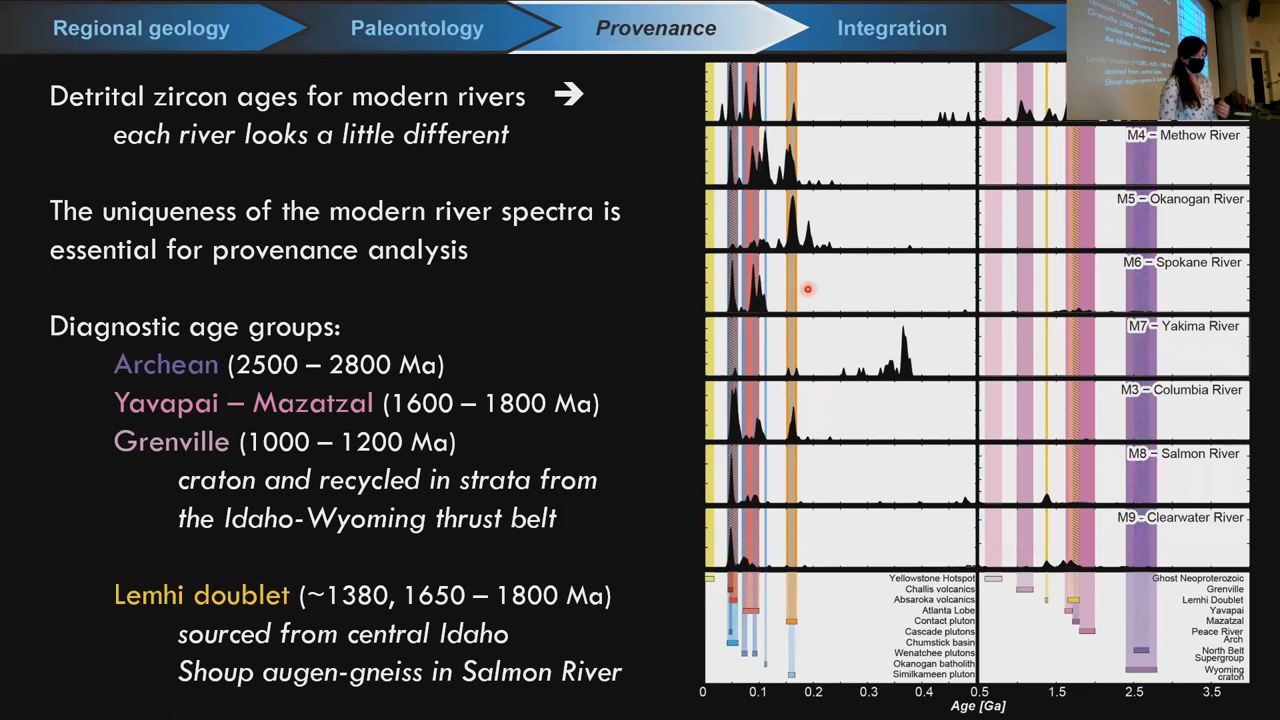 Regional geology
Paleontology
Provenance
Integration
Detrital zircon ages for modern rivers
each river looks a little different
The uniqueness of the modern river spectra is
essential for provenance analysis
Diagnostic age groups:
Archean (2500 – 2800 Ma)
Yavapai – Mazatzal (1600 – 1800 Ma)
Grenville (1000 – 1200 Ma)
craton and recycled in strata from
the Idaho-Wyoming thrust belt
Lemhi doublet (~1380, 1650 – 1800 Ma)
sourced from central Idaho
Shoup augen-gneiss in Salmon River
M4 – Methow River
M5 – Okanogan River
M6 – Spokane River
M7 – Yakima River
M3 – Columbia River
M8 – Salmon River
M9 – Clearwater River
Yellowstone Hotspot
Challis volcanics
Absaroka volcanics
Atlanta Lobe
Contact pluton
Cascade plutons
Chumstick basin
Wenatchee plutons
Okanogan batholith
Similkameen pluton
Ghost Neoproterozoic
Grenville
Lemhi Doublet
Yavapai
Mazatzal
Peace River
Arch
North Belt
Supergroup
Wyoming
craton
0 0.1 0.2 0.3 0.4 0.5 1.5 2.5 3.5
Age [Ga]